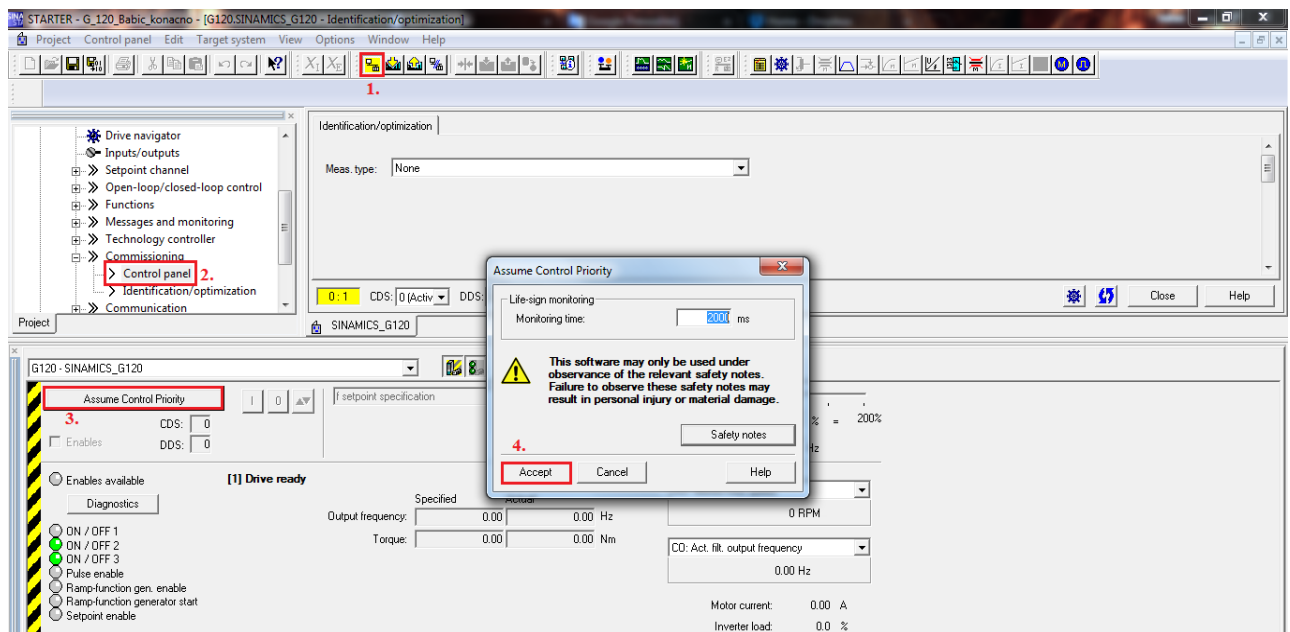 STARTER - G_120_Babic_konacno - [G120.SINAMICS_G120 - Identification/optimization]
Project Control panel Edit Target system View Options Window Help
1.
Drive navigator
Inputs/outputs
Setpoint channel
Open-loop/closed-loop control
Functions
Messages and monitoring
Technology controller
Commissioning
Control panel 2.
Identification/optimization
Communication
Project
Identification/optimization
Meas. type: None
0 : 1 CDS: 0 (Activ DDS:
Close Help
SINAMICS_G120
Assume Control Priority
Life-sign monitoring
Monitoring time: 2000 ms
This software may only be used under
observance of the relevant safety notes.
Failure to observe these safety notes may
result in personal injury or material damage.
Safety notes
4.
Accept Cancel Help
G120 - SINAMICS_G120
Assume Control Priority I 0 f setpoint specification
3.
CDS: 0
Enables DDS: 0
% = 200%
Hz
Enables available [1] Drive ready
Diagnostics
Specified Actual
Output frequency: 0.00 0.00 Hz
Torque: 0.00 0.00 Nm
0 RPM
CO: Act. filt. output frequency
0.00 Hz
ON / OFF 1
ON / OFF 2
ON / OFF 3
Pulse enable
Ramp-function gen. enable
Ramp-function generator start
Setpoint enable
Motor current: 0.00 A
Inverter load: 0.0 %